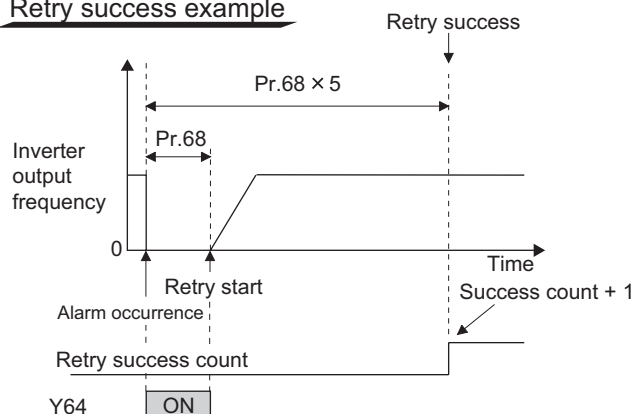 Retry success example
Retry success
Pr.68 × 5
Pr.68
Inverter
output
frequency
0
Time
Retry start
Success count + 1
Alarm occurrence
Retry success count
Y64
ON